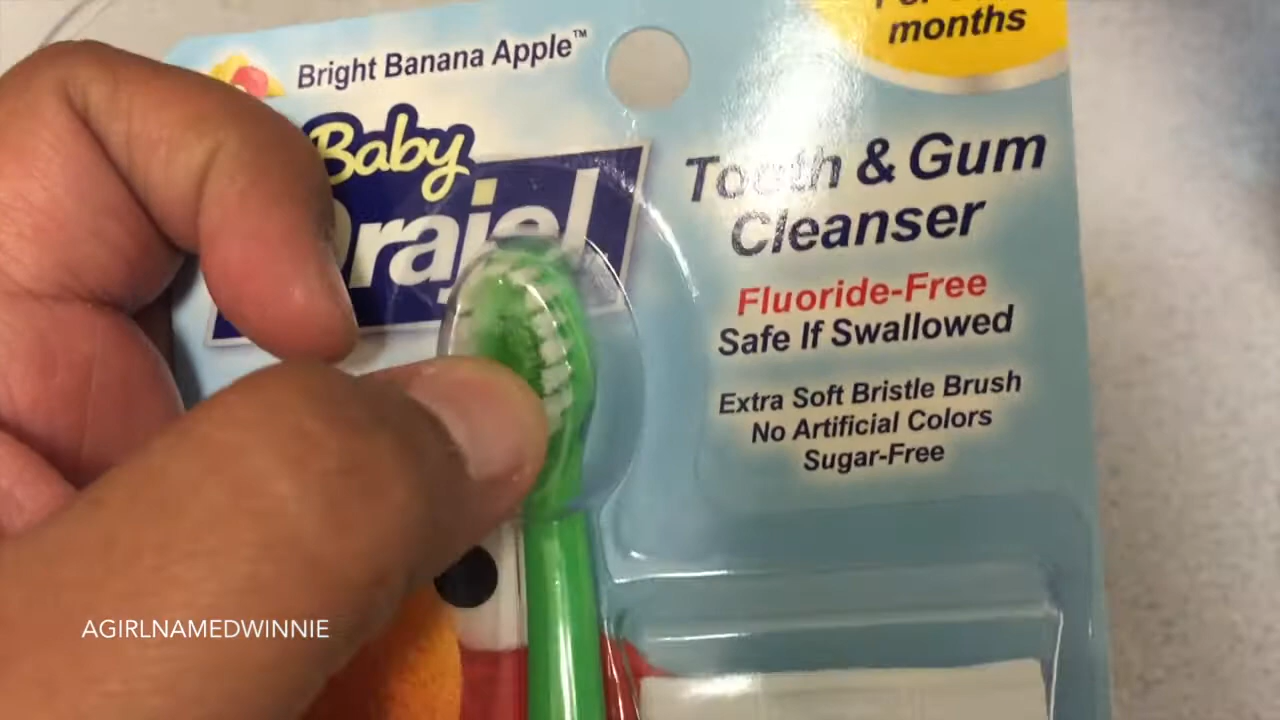 Bright Banana Apple™
Baby
months
Tooth & Gum
Cleanser
Fluoride-Free
Safe If Swallowed
Extra Soft Bristle Brush
No Artificial Colors
Sugar-Free
AGIRLNAMEDWINNIE